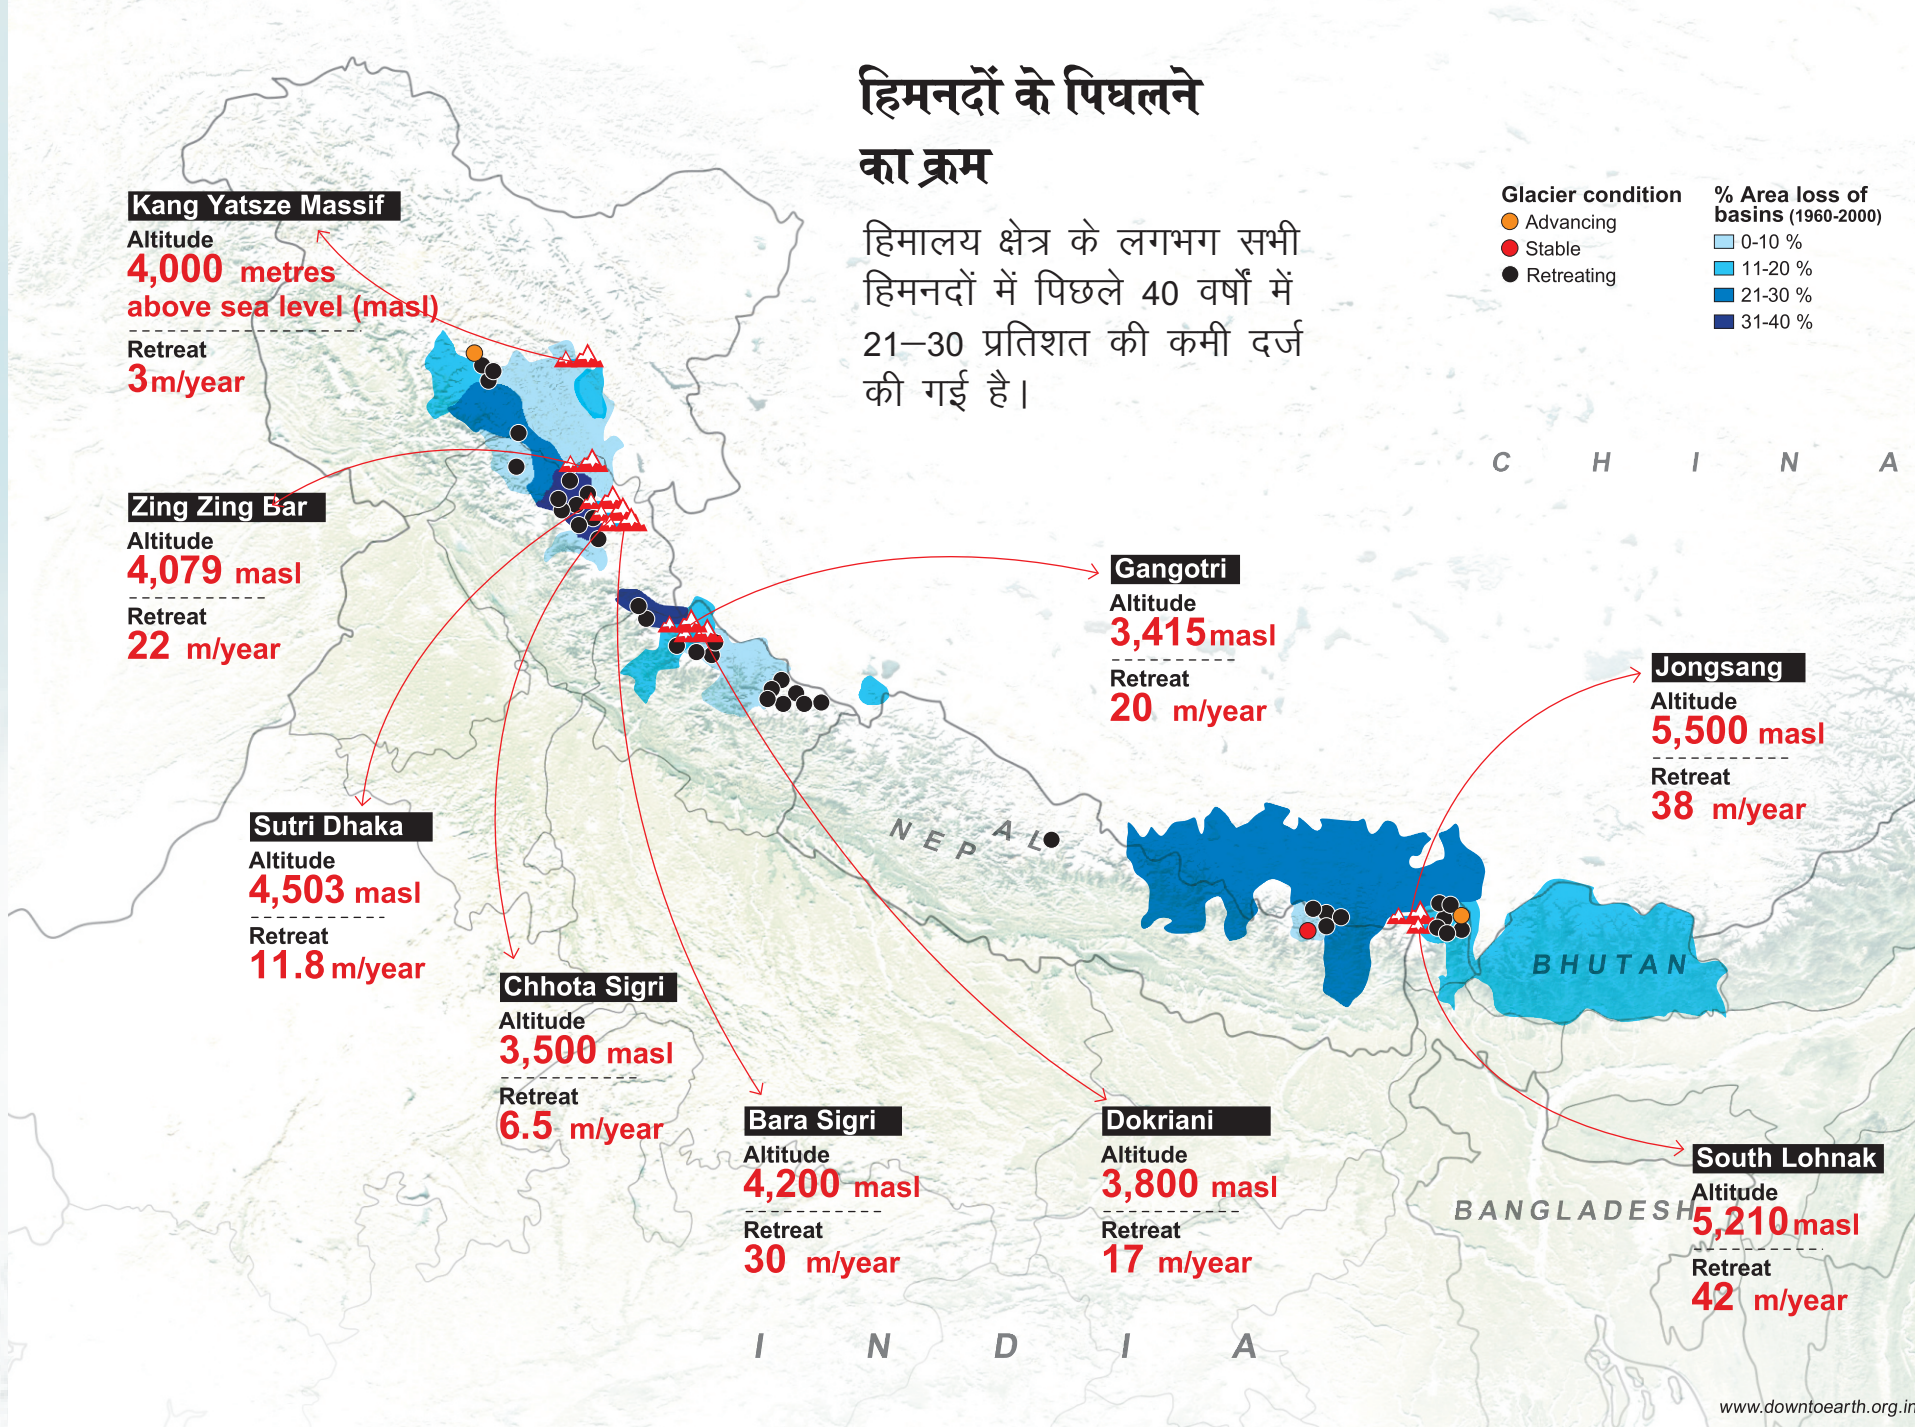 हिमनदों के पिघलने
का क्रम
हिमालय क्षेत्र के लगभग सभी
हिमनदों में पिछले 40 वर्षों में
21–30 प्रतिशत की कमी दर्ज
की गई है।
Glacier condition
Advancing
Stable
Retreating
% Area loss of
basins (1960-2000)
0-10 %
11-20 %
21-30 %
31-40 %
Kang Yatsze Massif
Altitude
4,000 metres
above sea level (masl)
Retreat
3m/year
Zing Zing Bar
Altitude
4,079 masl
Retreat
22 m/year
Sutri Dhaka
Altitude
4,503 masl
Retreat
11.8 m/year
Chhota Sigri
Altitude
3,500 masl
Retreat
6.5 m/year
Bara Sigri
Altitude
4,200 masl
Retreat
30 m/year
Dokriani
Altitude
3,800 masl
Retreat
17 m/year
Gangotri
Altitude
3,415 masl
Retreat
20 m/year
Jongsang
Altitude
5,500 masl
Retreat
38 m/year
South Lohnak
Altitude
5,210 masl
Retreat
42 m/year
CHINA
NEPAL
BHUTAN
BANGLADESH
INDIA
www.downtoearth.org.in